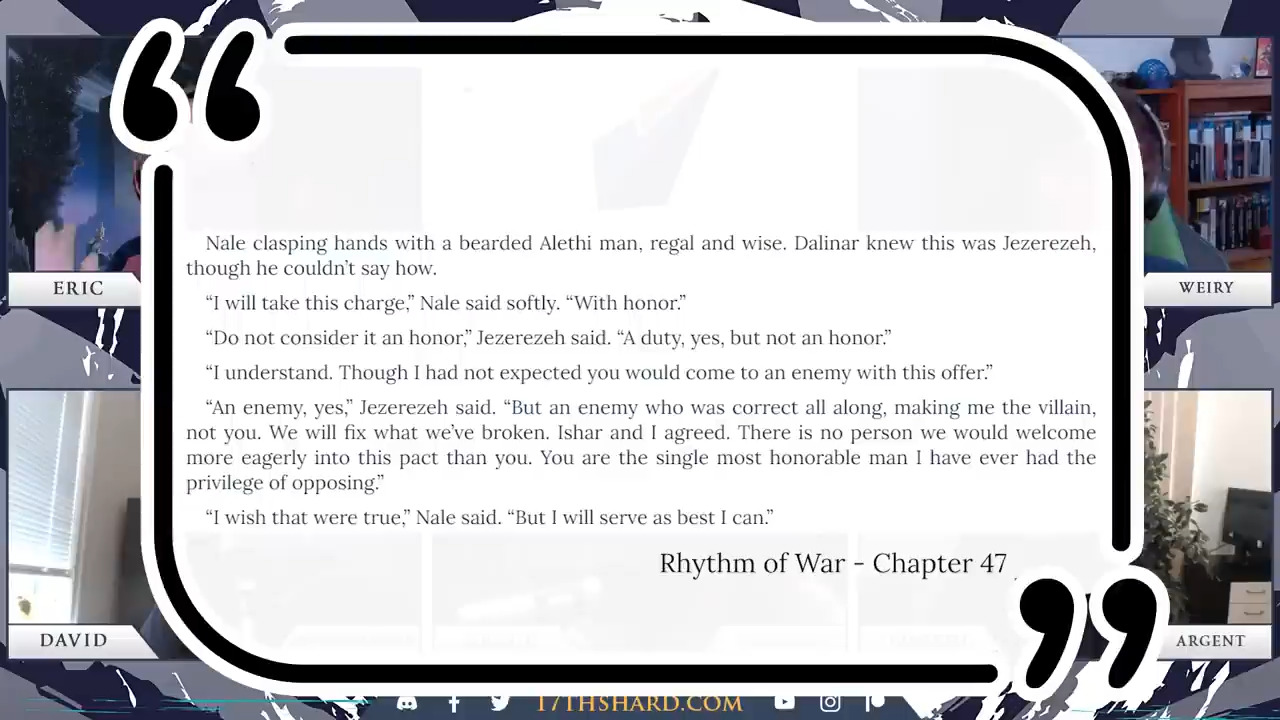 Nale clasping hands with a bearded Alethi man, regal and wise. Dalinar knew this was Jezerezeh,
though he couldn’t say how.
“I will take this charge,” Nale said softly. “With honor.”
“Do not consider it an honor,” Jezerezeh said. “A duty, yes, but not an honor.”
“I understand. Though I had not expected you would come to an enemy with this offer.”
“An enemy, yes,” Jezerezeh said. “But an enemy who was correct all along, making me the villain,
not you. We will fix what we’ve broken. Ishar and I agreed. There is no person we would welcome
more eagerly into this pact than you. You are the single most honorable man I have ever had the
privilege of opposing.”
“I wish that were true,” Nale said. “But I will serve as best I can.”
Rhythm of War - Chapter 47
ERIC
WEIRY
DAVID
ARGENT
17THSHARD.COM